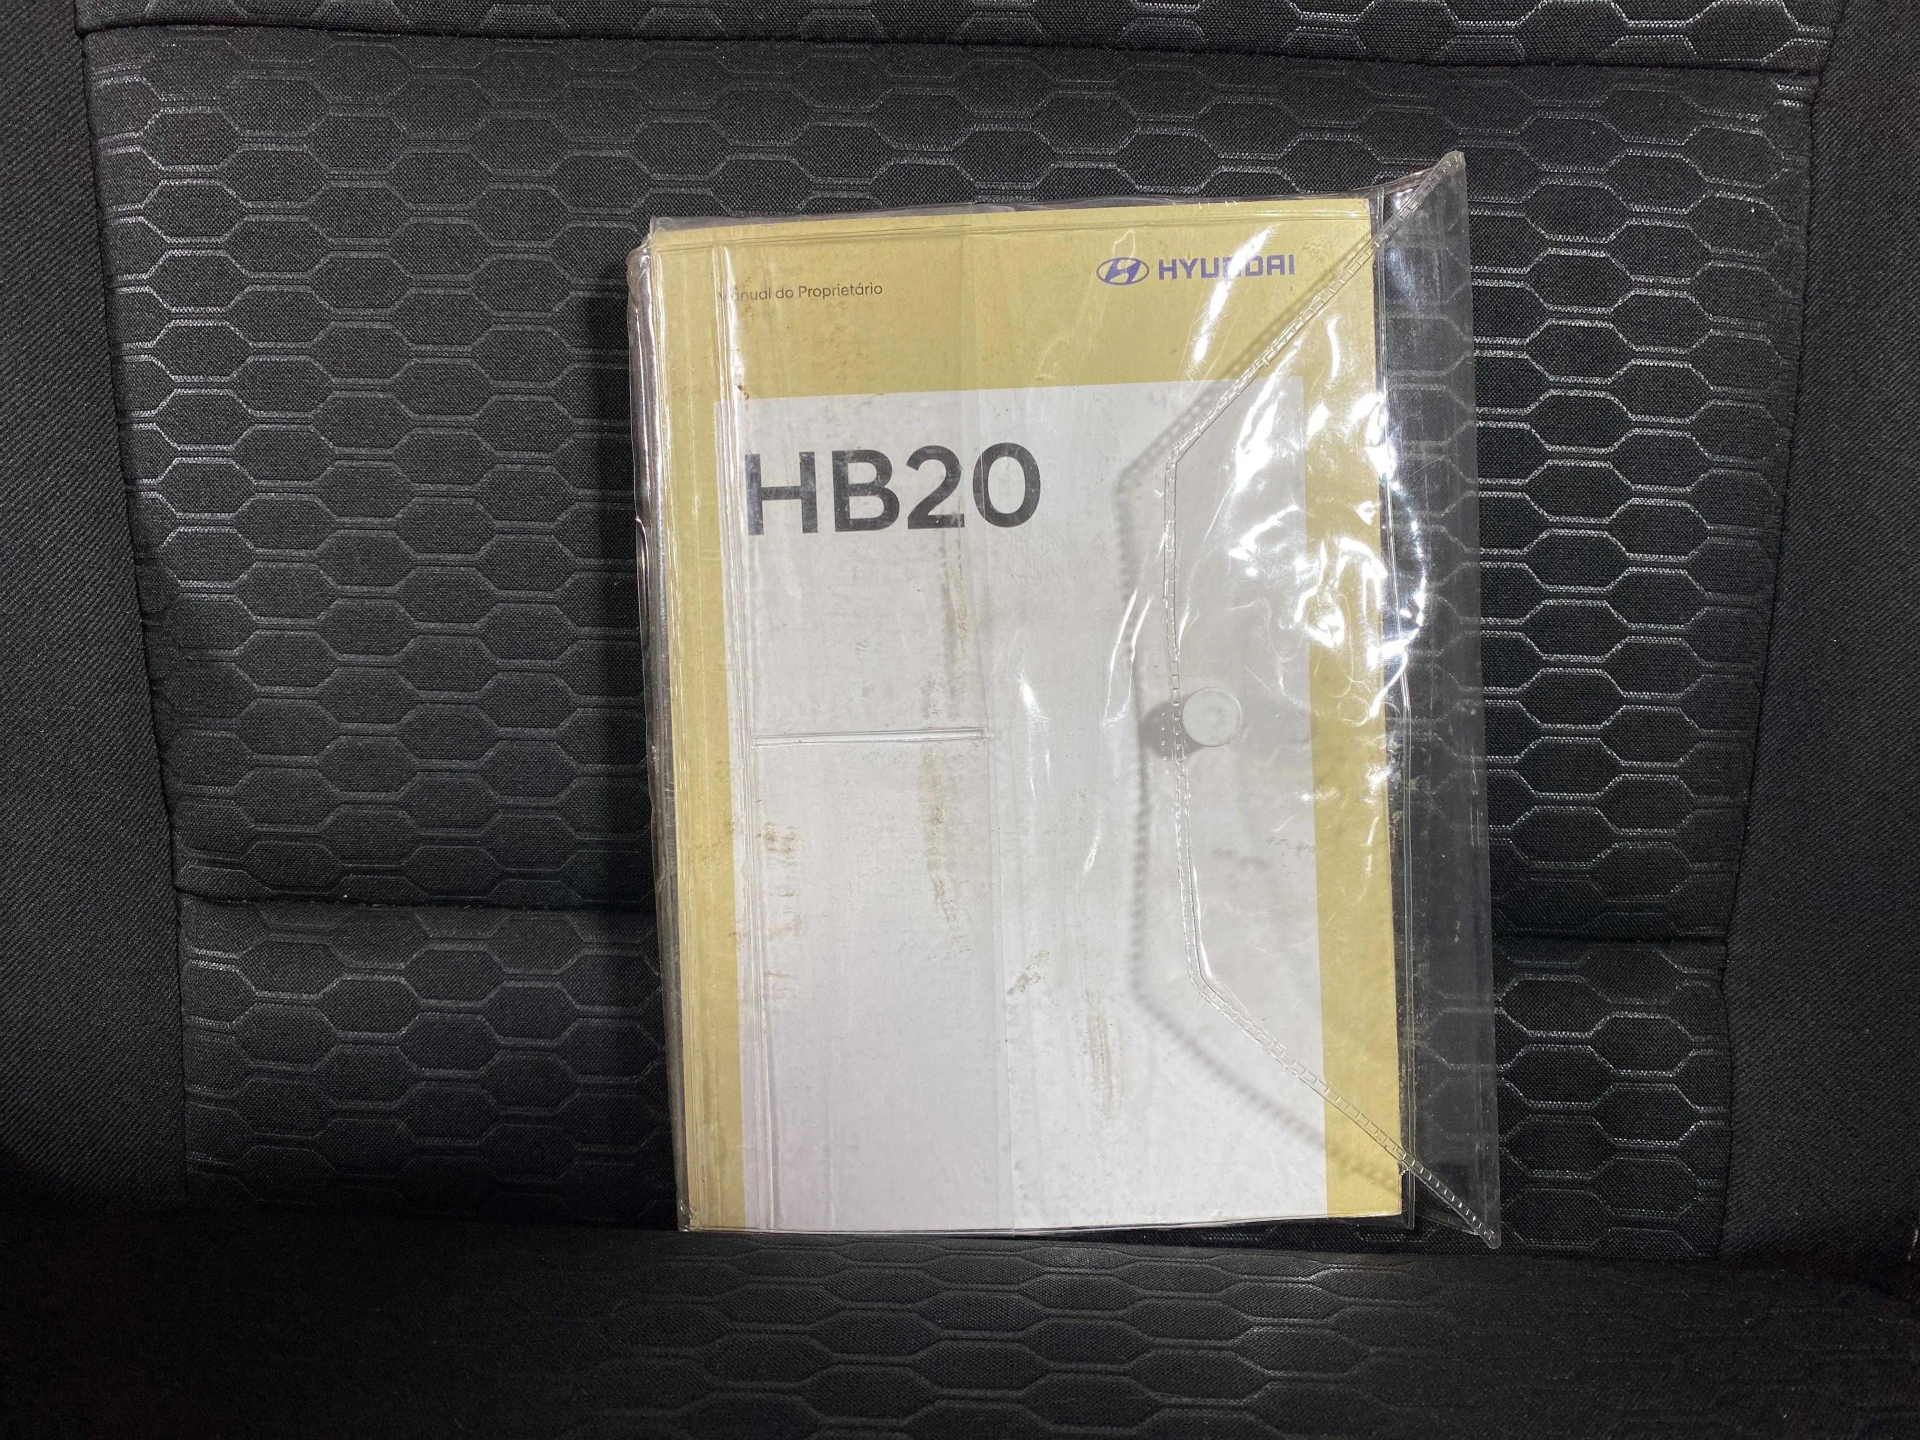 Manual do Proprietário
HYUNDAI
HB20